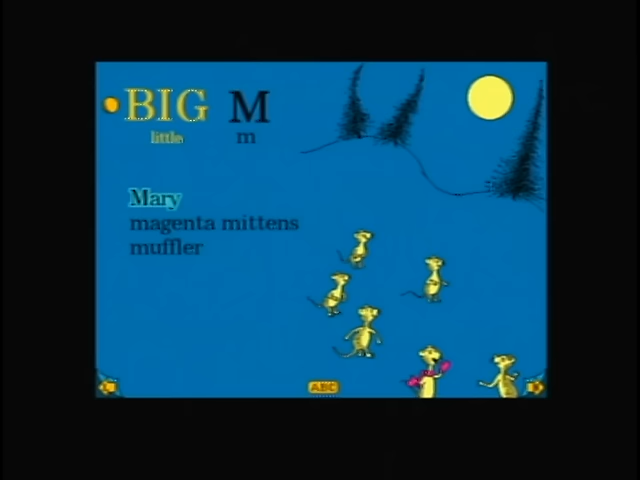 BIG M
little m
Mary
magenta mittens
muffler
ABC